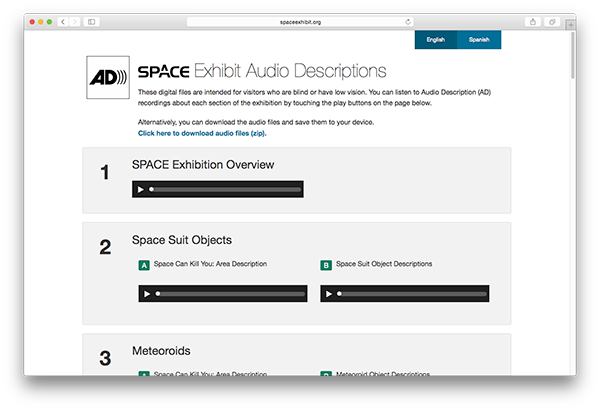 spaceexhibit.org
English Spanish
AD
SPACE Exhibit Audio Descriptions
These digital files are intended for visitors who are blind or have low vision. You can listen to Audio Description (AD)
recordings about each section of the exhibition by touching the play buttons on the page below.
Alternatively, you can download the audio files and save them to your device.
Click here to download audio files (zip).
1 SPACE Exhibition Overview
2 Space Suit Objects
A Space Can Kill You: Area Description B Space Suit Object Descriptions
3 Meteoroids
A Space Can Kill You: Area Description B Meteoroid Object Descriptions